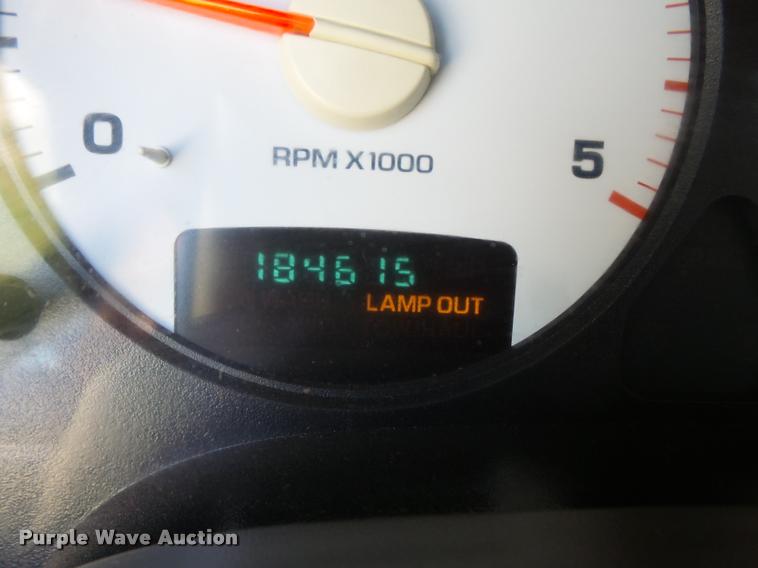 0
5
RPM X1000
184615
LAMP OUT
Purple Wave Auction